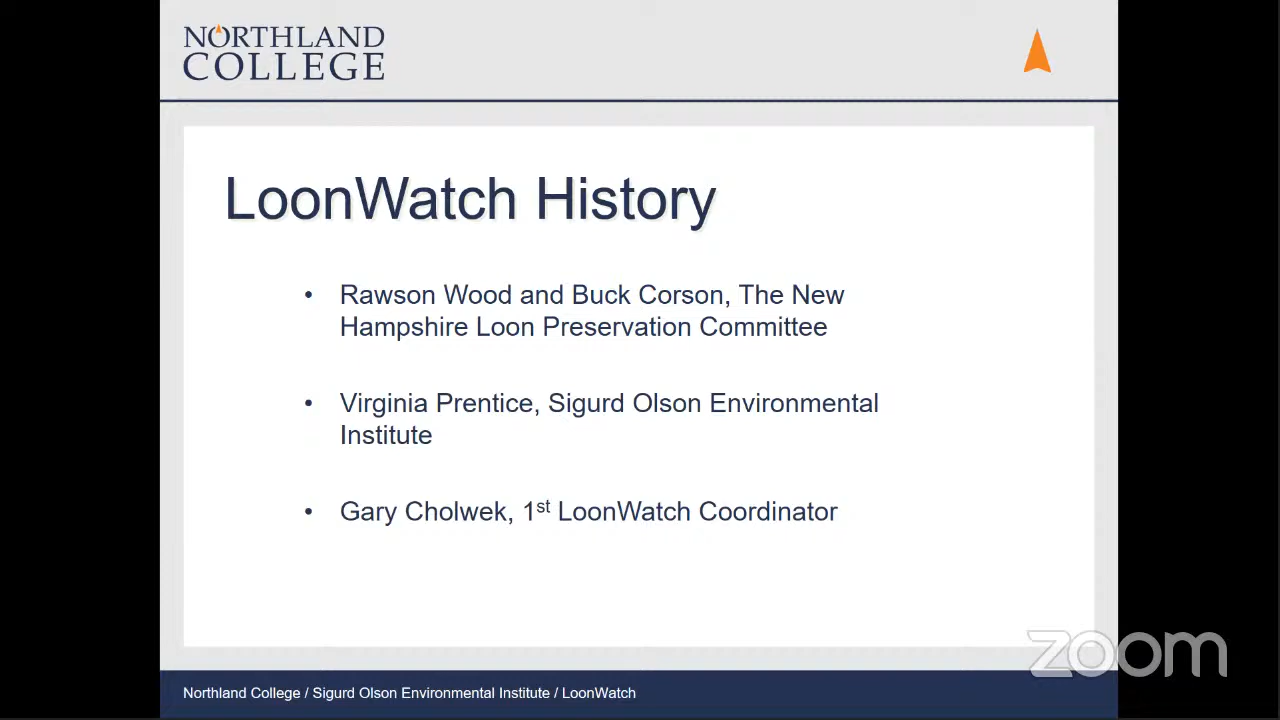 NORTHLAND
COLLEGE
LoonWatch History
• Rawson Wood and Buck Corson, The New
Hampshire Loon Preservation Committee
• Virginia Prentice, Sigurd Olson Environmental
Institute
• Gary Cholwek, 1st LoonWatch Coordinator
zoom
Northland College / Sigurd Olson Environmental Institute / LoonWatch